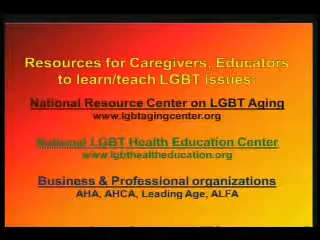 Resources for Caregivers, Educators
to learn/teach LGBT issues:
National Resource Center on LGBT Aging
www.lgbtagingcenter.org
National LGBT Health Education Center
www.lgbthealtheducation.org
Business & Professional organizations
AHA, AHCA, Leading Age, ALFA